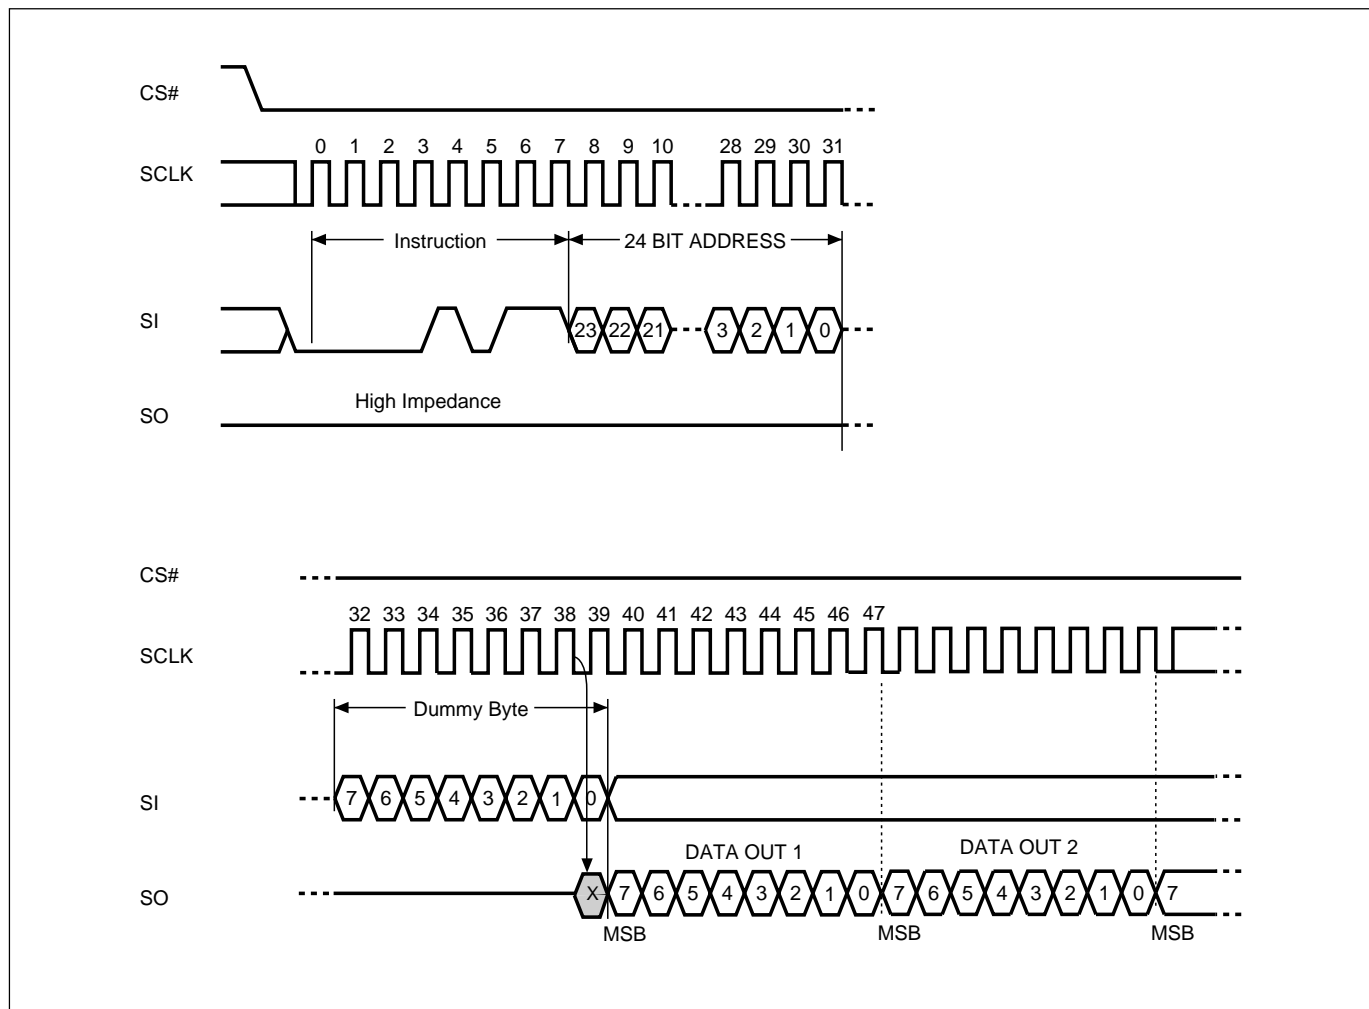 CS#
SCLK
0 1 2 3 4 5 6 7 8 9 10 28 29 30 31
Instruction 24 BIT ADDRESS
SI
23 22 21 3 2 1 0
High Impedance
SO
CS#
32 33 34 35 36 37 38 39 40 41 42 43 44 45 46 47
SCLK
Dummy Byte
SI
7 6 5 4 3 2 1 0
DATA OUT 1 DATA OUT 2
SO
X 7 6 5 4 3 2 1 0 7 6 5 4 3 2 1 0 7
MSB MSB MSB